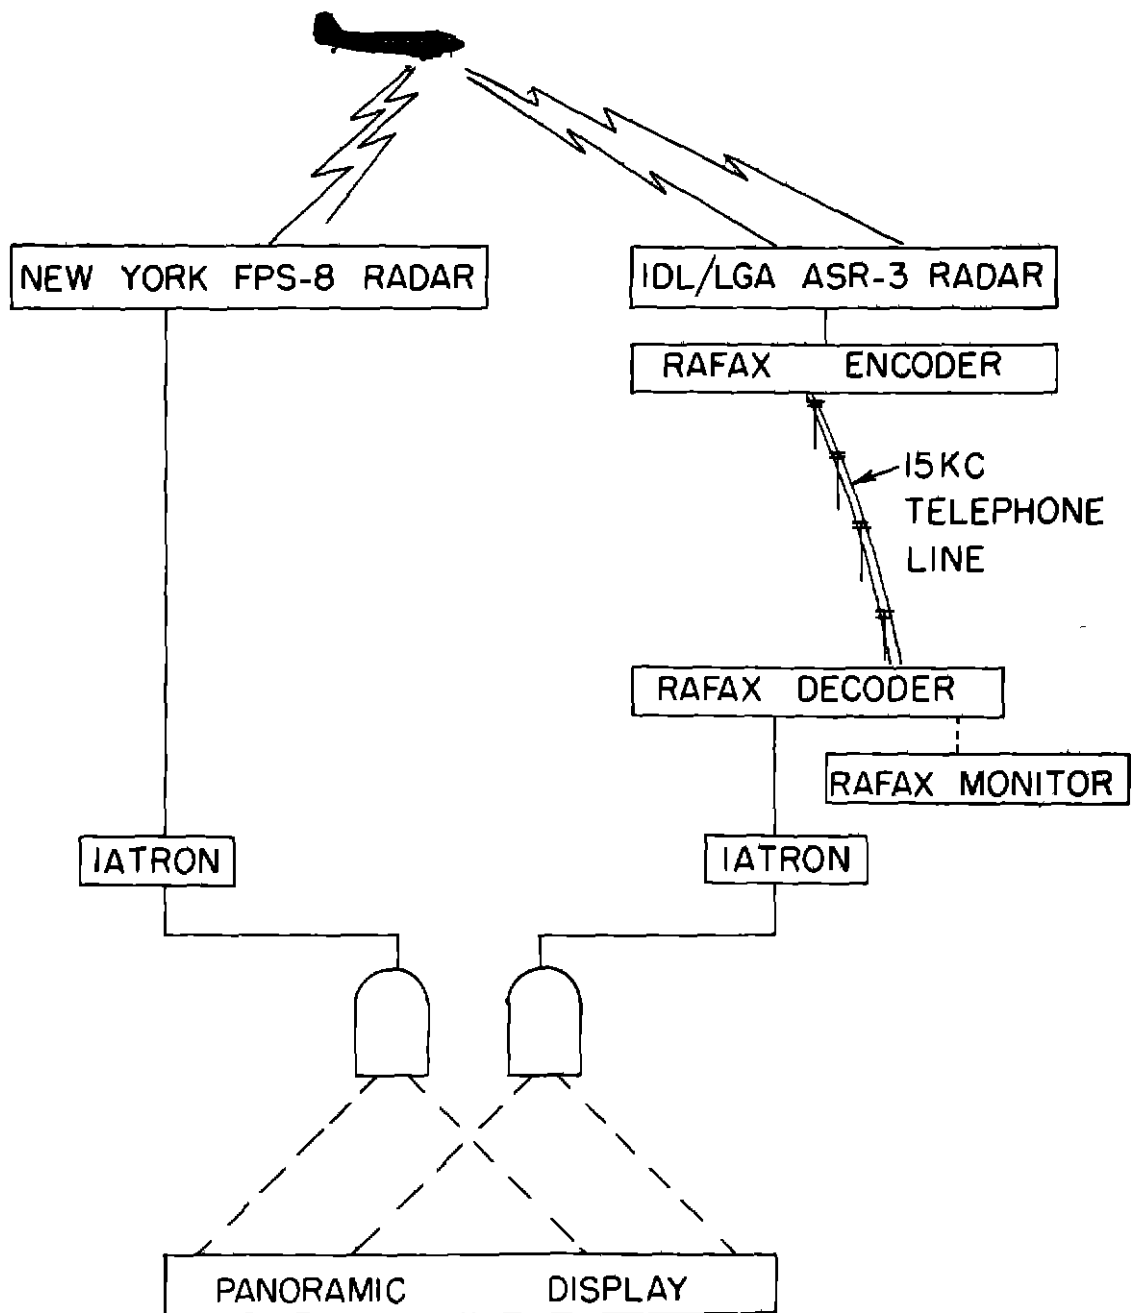 NEW YORK FPS-8 RADAR
IDL/LGA ASR-3 RADAR
RAFAX ENCODER
15KC
TELEPHONE
LINE
RAFAX DECODER
RAFAX MONITOR
IATRON
IATRON
PANORAMIC DISPLAY